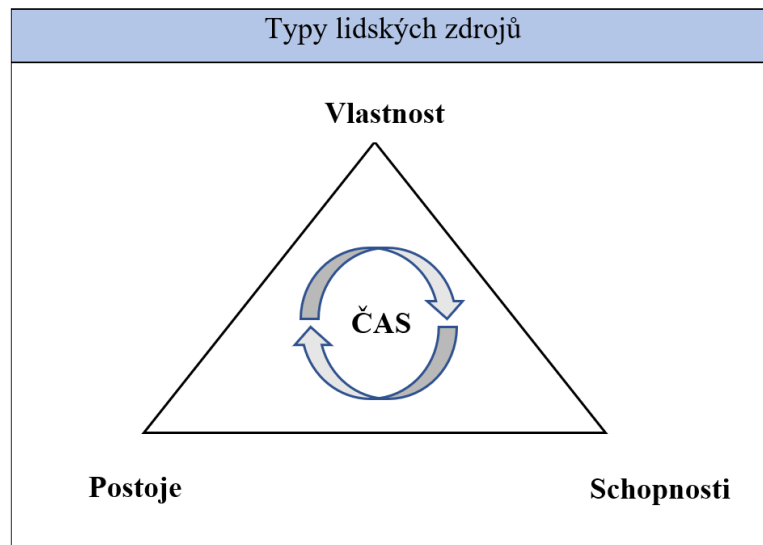 Typy lidských zdrojů
Vlastnost
ČAS
Postoje
Schopnosti